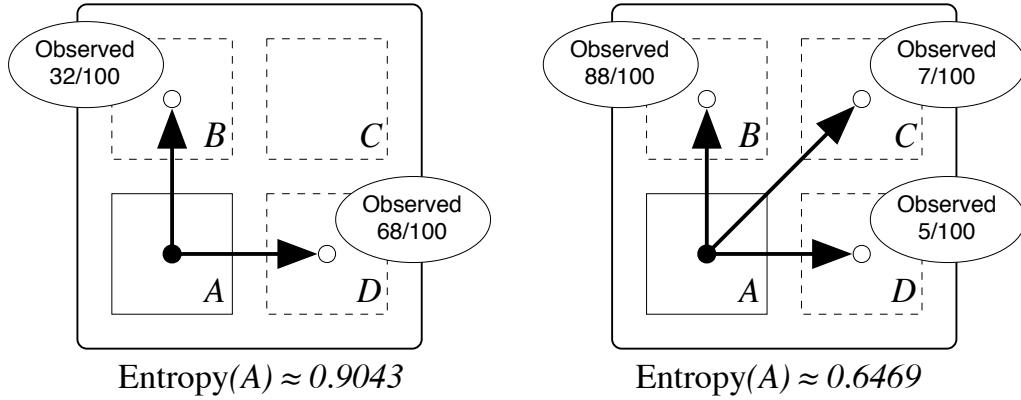 Observed
32/100
B
C
Observed
68/100
A
D
Entropy(A) ≈ 0.9043
Observed
88/100
Observed
7/100
B
C
Observed
5/100
A
D
Entropy(A) ≈ 0.6469